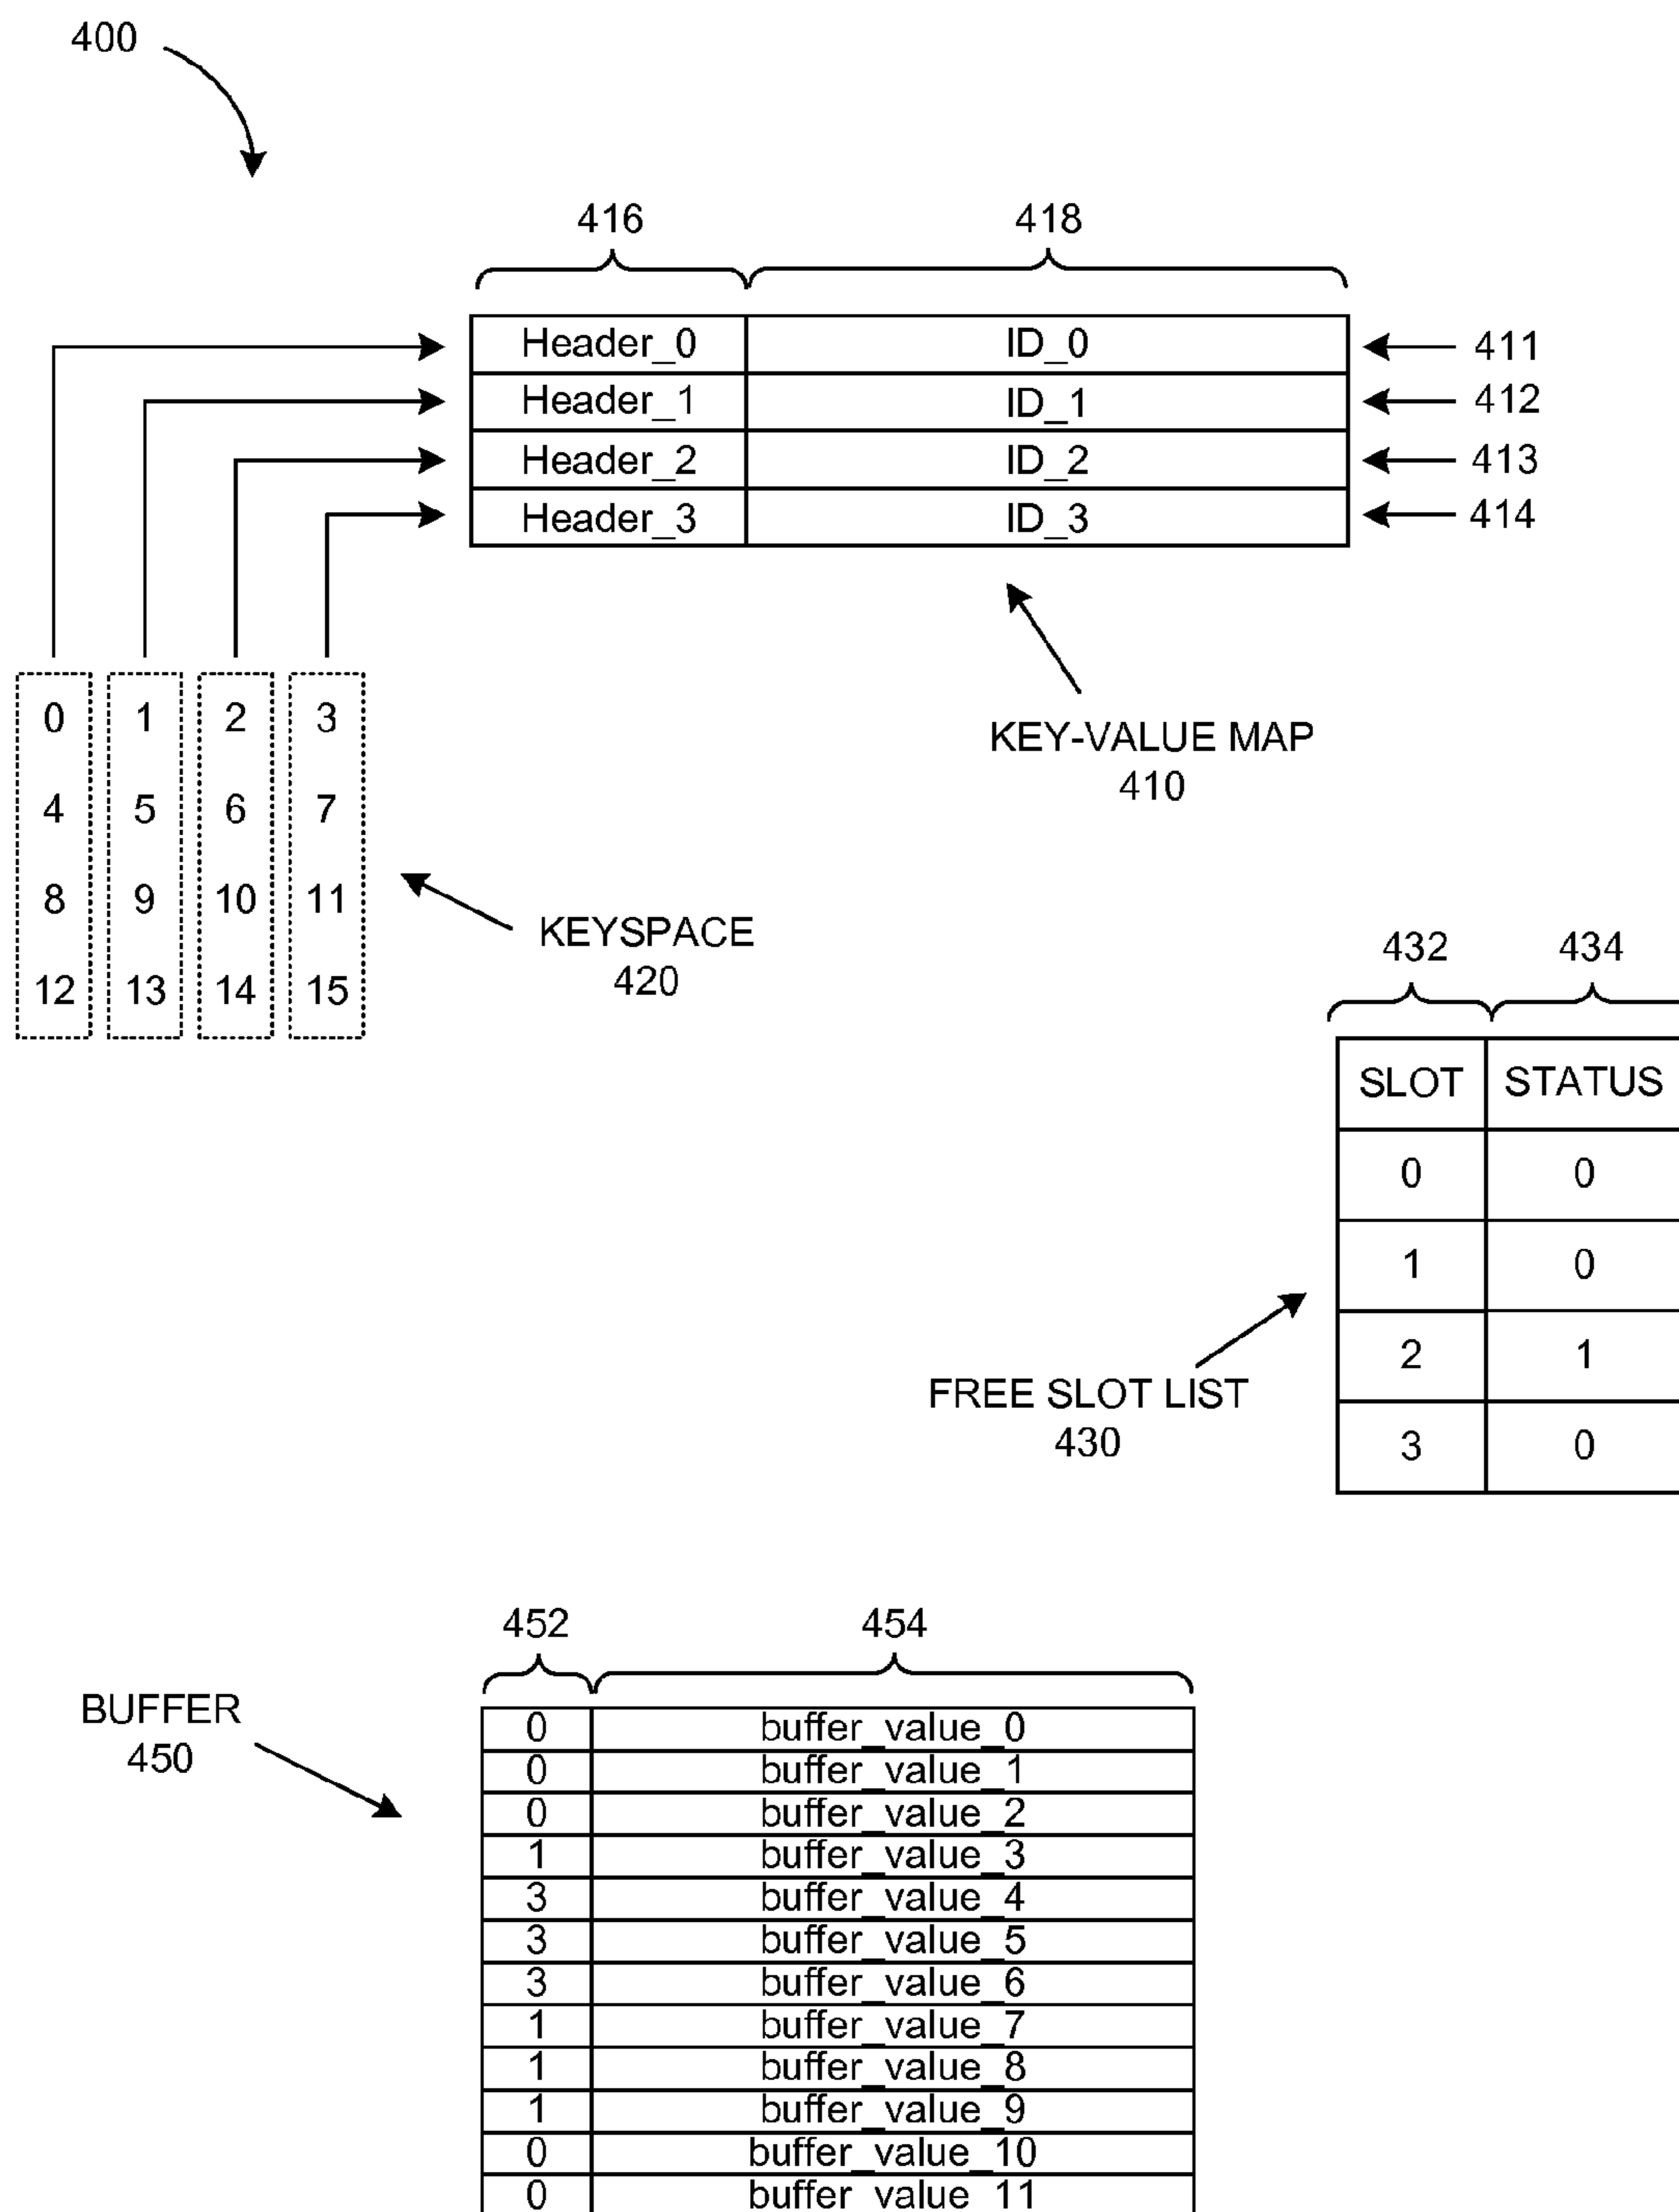 400
416 418
Header_0 ID_0 411
Header_1 ID_1 412
Header_2 ID_2 413
Header_3 ID_3 414
KEY-VALUE MAP
410
0 1 2 3
4 5 6 7
8 9 10 11
12 13 14 15
KEYSPACE
420
432 434
SLOT STATUS
0 0
1 0
2 1
3 0
FREE SLOT LIST
430
452 454
BUFFER
450
0 buffer_value_0
0 buffer_value_1
0 buffer_value_2
1 buffer_value_3
3 buffer_value_4
3 buffer_value_5
3 buffer_value_6
1 buffer_value_7
1 buffer_value_8
1 buffer_value_9
0 buffer_value_10
0 buffer_value_11